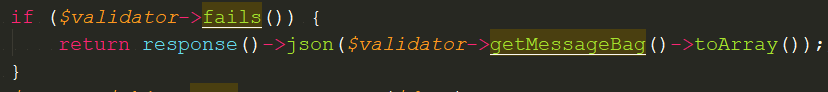 if ($validator->fails()) {
    return response()->json($validator->getMessageBag()->toArray());
}